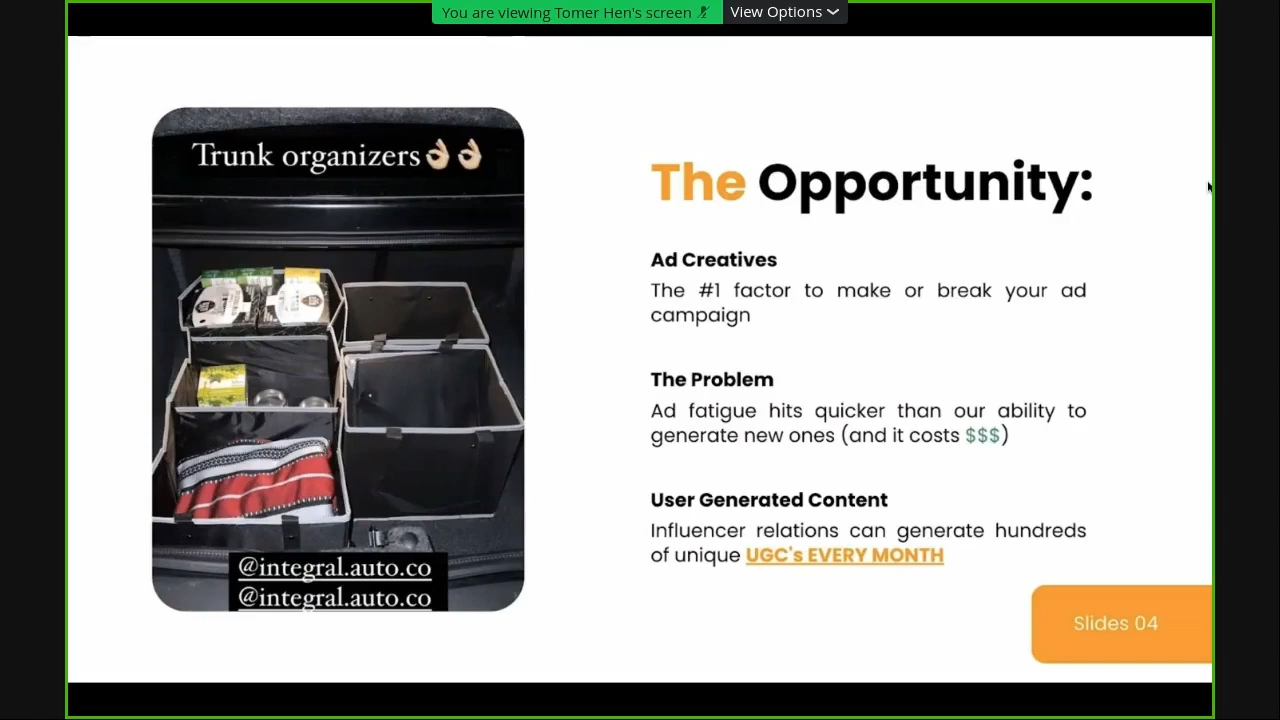 You are viewing Tomer Hen's screen
View Options
Trunk organizers👌🏼👌🏼
The Opportunity:
Ad Creatives
The #1 factor to make or break your ad
campaign
The Problem
Ad fatigue hits quicker than our ability to
generate new ones (and it costs $$$)
User Generated Content
Influencer relations can generate hundreds
of unique UGC's EVERY MONTH
@integral.auto.co
@integral.auto.co
Slides 04